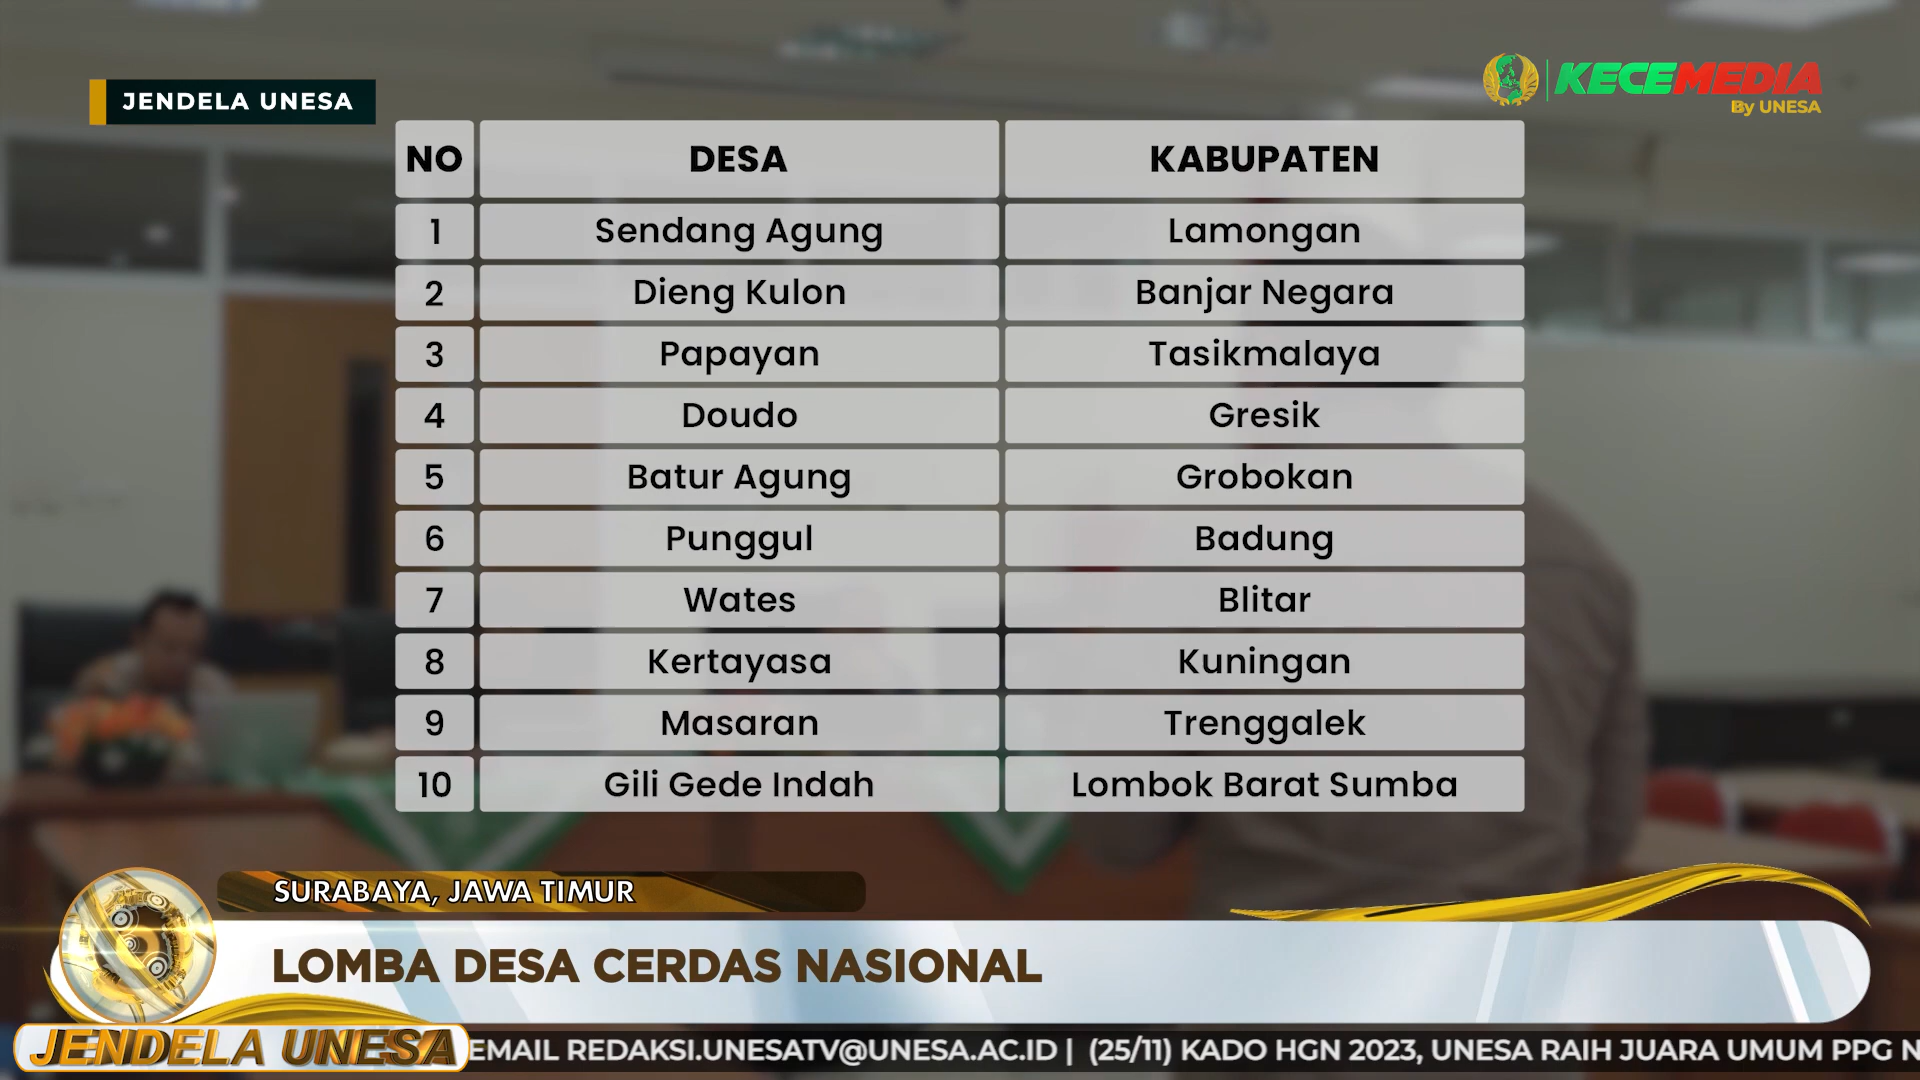 JENDELA UNESA
KECEMEDIA
By UNESA
NO DESA KABUPATEN
1 Sendang Agung Lamongan
2 Dieng Kulon Banjar Negara
3 Papayan Tasikmalaya
4 Doudo Gresik
5 Batur Agung Grobokan
6 Punggul Badung
7 Wates Blitar
8 Kertayasa Kuningan
9 Masaran Trenggalek
10 Gili Gede Indah Lombok Barat Sumba
SURABAYA, JAWA TIMUR
LOMBA DESA CERDAS NASIONAL
JENDELA UNESA
EMAIL REDAKSI.UNESATV@UNESA.AC.ID | (25/11) KADO HGN 2023, UNESA RAIH JUARA UMUM PPG N